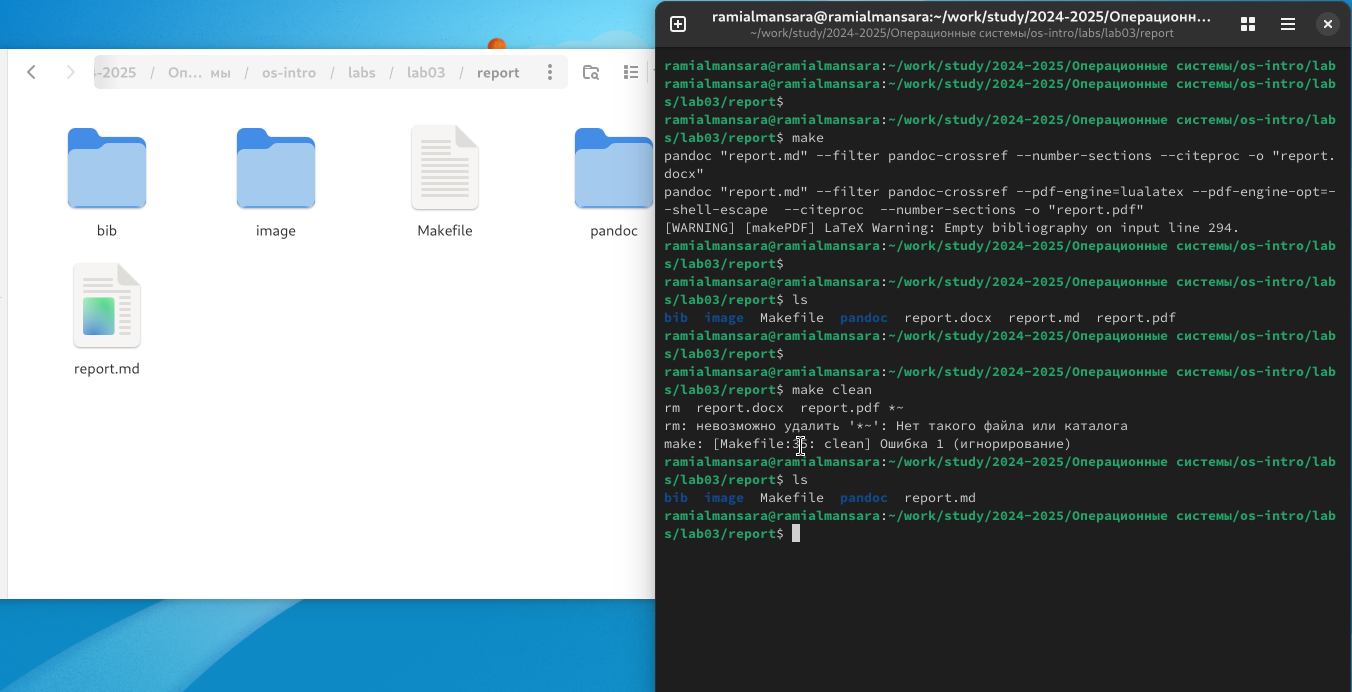 -2025 / Оп… мы / os-intro / labs / lab03 / report
bib
image
Makefile
pandoc
report.md
ramialmansara@ramialmansara:~/work/study/2024-2025/Операционн…
~/work/study/2024-2025/Операционные системы/os-intro/labs/lab03/report
ramialmansara@ramialmansara:~/work/study/2024-2025/Операционные системы/os-intro/lab
ramialmansara@ramialmansara:~/work/study/2024-2025/Операционные системы/os-intro/lab
s/lab03/report$
ramialmansara@ramialmansara:~/work/study/2024-2025/Операционные системы/os-intro/lab
s/lab03/report$ make
pandoc "report.md" --filter pandoc-crossref --number-sections --citeproc -o "report.
docx"
pandoc "report.md" --filter pandoc-crossref --pdf-engine=lualatex --pdf-engine-opt=-
-shell-escape  --citeproc  --number-sections -o "report.pdf"
[WARNING] [makePDF] LaTeX Warning: Empty bibliography on input line 294.
ramialmansara@ramialmansara:~/work/study/2024-2025/Операционные системы/os-intro/lab
s/lab03/report$
ramialmansara@ramialmansara:~/work/study/2024-2025/Операционные системы/os-intro/lab
s/lab03/report$ ls
bib  image  Makefile  pandoc  report.docx  report.md  report.pdf
ramialmansara@ramialmansara:~/work/study/2024-2025/Операционные системы/os-intro/lab
s/lab03/report$
ramialmansara@ramialmansara:~/work/study/2024-2025/Операционные системы/os-intro/lab
s/lab03/report$ make clean
rm  report.docx  report.pdf *~
rm: невозможно удалить '*~': Нет такого файла или каталога
make: [Makefile:36: clean] Ошибка 1 (игнорирование)
ramialmansara@ramialmansara:~/work/study/2024-2025/Операционные системы/os-intro/lab
s/lab03/report$ ls
bib  image  Makefile  pandoc  report.md
ramialmansara@ramialmansara:~/work/study/2024-2025/Операционные системы/os-intro/lab
s/lab03/report$